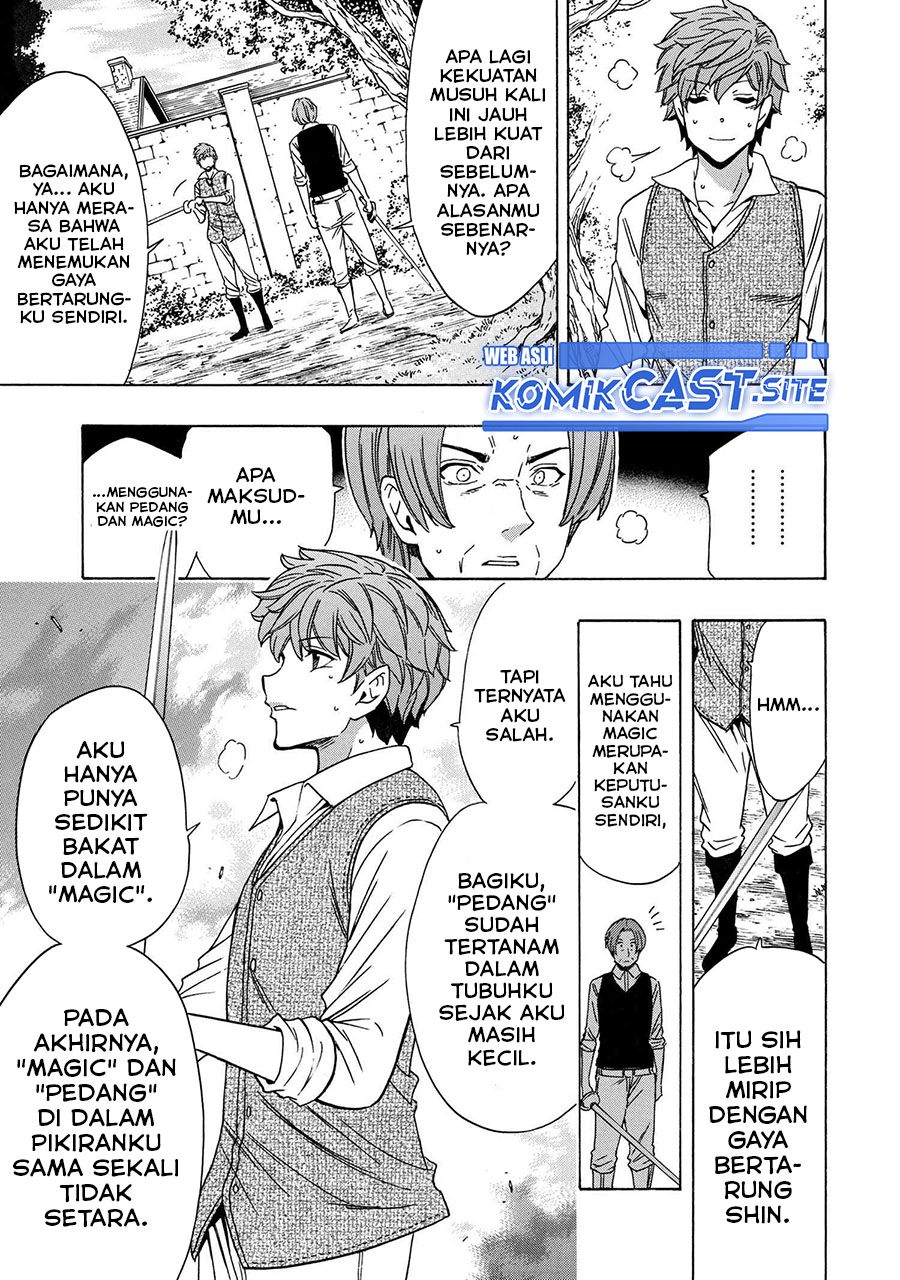 APA LAGI
KEKUATAN
MUSUH KALI
INI JAUH
LEBIH KUAT
DARI
SEBELUM-
NYA. APA
ALASANMU
SEBENAR-
NYA?
BAGAIMANA,
YA... AKU
HANYA MERA-
SA BAHWA
AKU TELAH
MENEMUKAN
GAYA
BERTARUNG-
KU SENDIRI.
WEB ASLI
KOMIKCAST.SITE
APA
MAKSUD-
MU...
...MENGGUNA-
KAN PEDANG
DAN MAGIC?
HMM...
ITU SIH
LEBIH
MIRIP
DENGAN
GAYA
BERTA-
RUNG
SHIN.
AKU TAHU
MENGGU-
NAKAN
MAGIC
MERUPA-
KAN
KEPUTU-
SANKU
SENDIRI,
TAPI
TERNYATA
AKU
SALAH.
BAGIKU,
"PEDANG"
SUDAH
TERTANAM
DALAM
TUBUHKU
SEJAK AKU
MASIH
KECIL.
AKU
HANYA
PUNYA
SEDIKIT
BAKAT
DALAM
"MAGIC".
PADA
AKHIRNYA,
"MAGIC" DAN
"PEDANG"
DI DALAM
PIKIRANKU
SAMA SEKALI
TIDAK
SETARA.